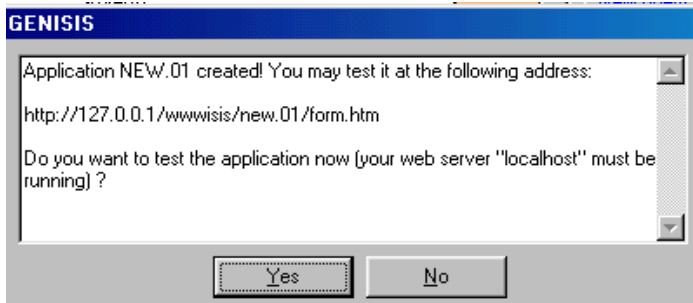 GENISIS
Application NEW.01 created! You may test it at the following address:
http://127.0.0.1/wwwisis/new.01/form.htm
Do you want to test the application now (your web server "localhost" must be
running) ?
Yes
No